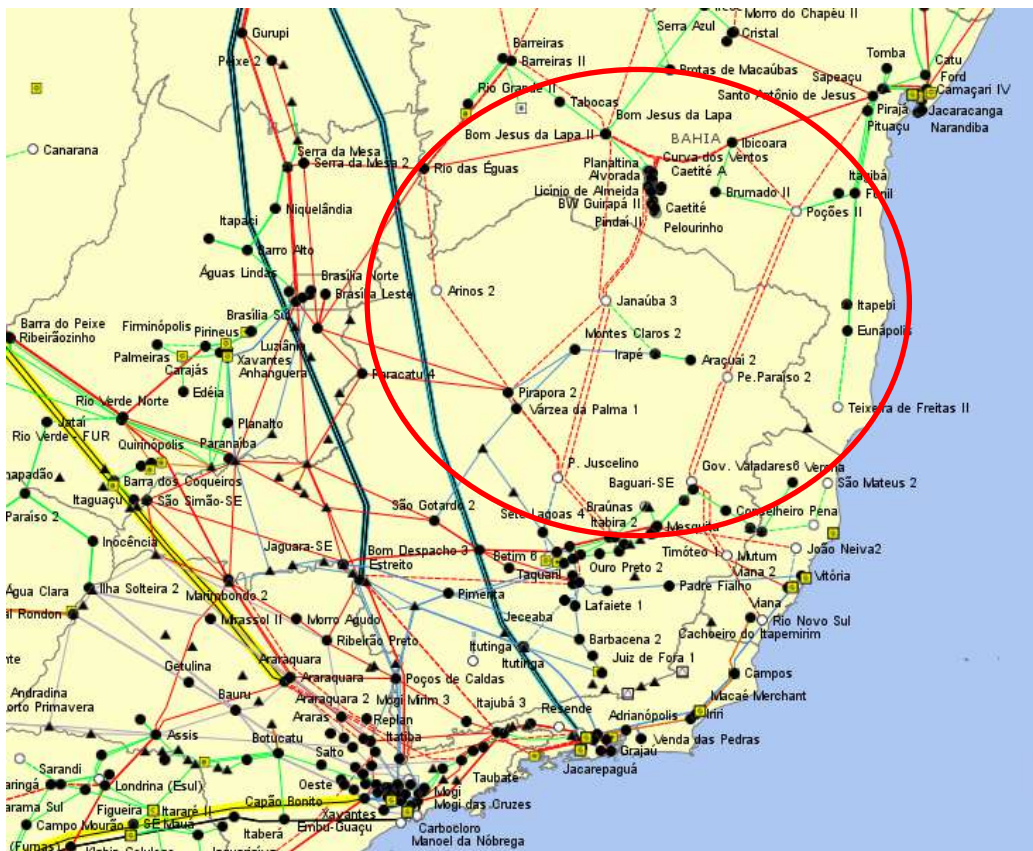 Morro do Chapéu II
Serra Azul
Cristal
Gurupi
Barreiras
Peixe 2
Barreiras II
Brotas de Macaúbas
Tomba
Catu
Sapeaçu
Ford
Rio Grande II
Tabocas
Santo Antônio de Jesus
Camaçari IV
Bom Jesus da Lapa
Pirajá
Jacaracanga
Pituaçu
Narandiba
Bom Jesus da Lapa II
BAHIA
Ibicoara
Canarana
Serra da Mesa
Serra da Mesa 2
Rio das Éguas
Planaltina
Curva dos Ventos
Alvorada
Caetité A
Itagibá
Licínio de Almeida
Brumado II
Funil
BW Guirapá II
Caetité
Niquelândia
Pindaí II
Poções II
Itapaci
Pelourinho
Barro Alto
Águas Lindas
Brasília Norte
Arinos 2
Brasília Leste
Janaúba 3
Itapebi
Brasília Sul
Barra do Peixe
Firminópolis
Pirineus
Montes Claros 2
Eunápolis
Ribeirãozinho
Luziânia
Palmeiras
Xavantes
Irapé
Araçuaí 2
Carajás
Anhanguera
Paracatu 4
Pe.Paraíso 2
Edéia
Pirapora 2
Rio Verde Norte
Várzea da Palma 1
Teixeira de Freitas II
Jataí
Planalto
Rio Verde - FUR
Quirinópolis
Paranaíba
P. Juscelino
Gov. Valadares6
Verona
Barra dos Coqueiros
Baguari-SE
São Mateus 2
Itaguaçu
São Simão-SE
São Gotardo 2
Sete Lagoas 4
Braúnas
Conselheiro Pena
Paraíso 2
Itabira 2
Mesquita
Inocência
Jaguara-SE
Bom Despacho 3
Betim 6
Timóteo
João Neiva2
Estreito
Taquaril
Ouro Preto 2
Mutum
Viana 2
Água Clara
Ilha Solteira 2
Pimenta
Padre Fialho
Vitória
Marimbondo 2
Lafaiete 1
Viana
al Rondon
Mirassol II
Morro Agudo
Jeceaba
Rio Novo Sul
Ribeirão Preto
Itutinga
Barbacena 2
Cachoeiro do Itapemirim
Getulina
Araraquara
Itutinga
Juiz de Fora 1
Andradina
Araraquara
Poços de Caldas
Campos
orto Primavera
Bauru
Araraquara 2
Mogi Mirim 3
Itajubá 3
Macaé Merchant
Araras
Replan
Resende
Adrianópolis
Iriri
Assis
Botucatu
Salto
Itatiba
Venda das Pedras
Grajaú
Sarandi
Oeste
Taubate
Jacarepaguá
aringá
Londrina (Esul)
Mogi
arama Sul
Figueira
Itararé II
Capão Bonito
Xavantes
Mogi das Cruzes
Campo Mourão
SE Mauá
Embu-Guaçu
Carbocloro
(Furnas)
Itaberá
Manoel da Nóbrega